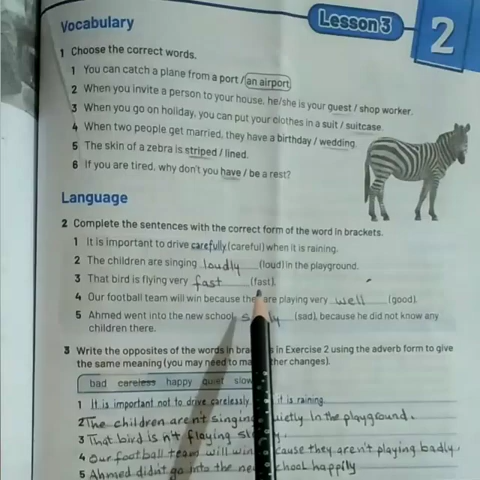 Vocabulary
Lesson 3
2
1 Choose the correct words.
1 You can catch a plane from a port / an airport.
2 When you invite a person to your house, he/she is your guest / shop worker.
3 When you go on holiday, you can put your clothes in a suit / suitcase.
4 When two people get married, they have a birthday / wedding.
5 The skin of a zebra is striped / lined.
6 If you are tired, why don't you have / be a rest?
Language
2 Complete the sentences with the correct form of the word in brackets.
1 It is important to drive carefully (careful) when it is raining.
2 The children are singing loudly (loud) in the playground.
3 That bird is flying very fast (fast).
4 Our football team will win because they are playing very well (good).
5 Ahmed went into the new school (sad), because he did not know any
children there.
3 Write the opposites of the words in in Exercise 2 using the adverb form to give
the same meaning (you may need to changes).
bad careless happy quiet slow
1 It is important not to drive carelessly it is raining.
2 The children aren't singing in the playground.
3 That bird isn't flaying
4 Our football team will win they aren't playing badly.
5 Ahmed didn't go into the happily